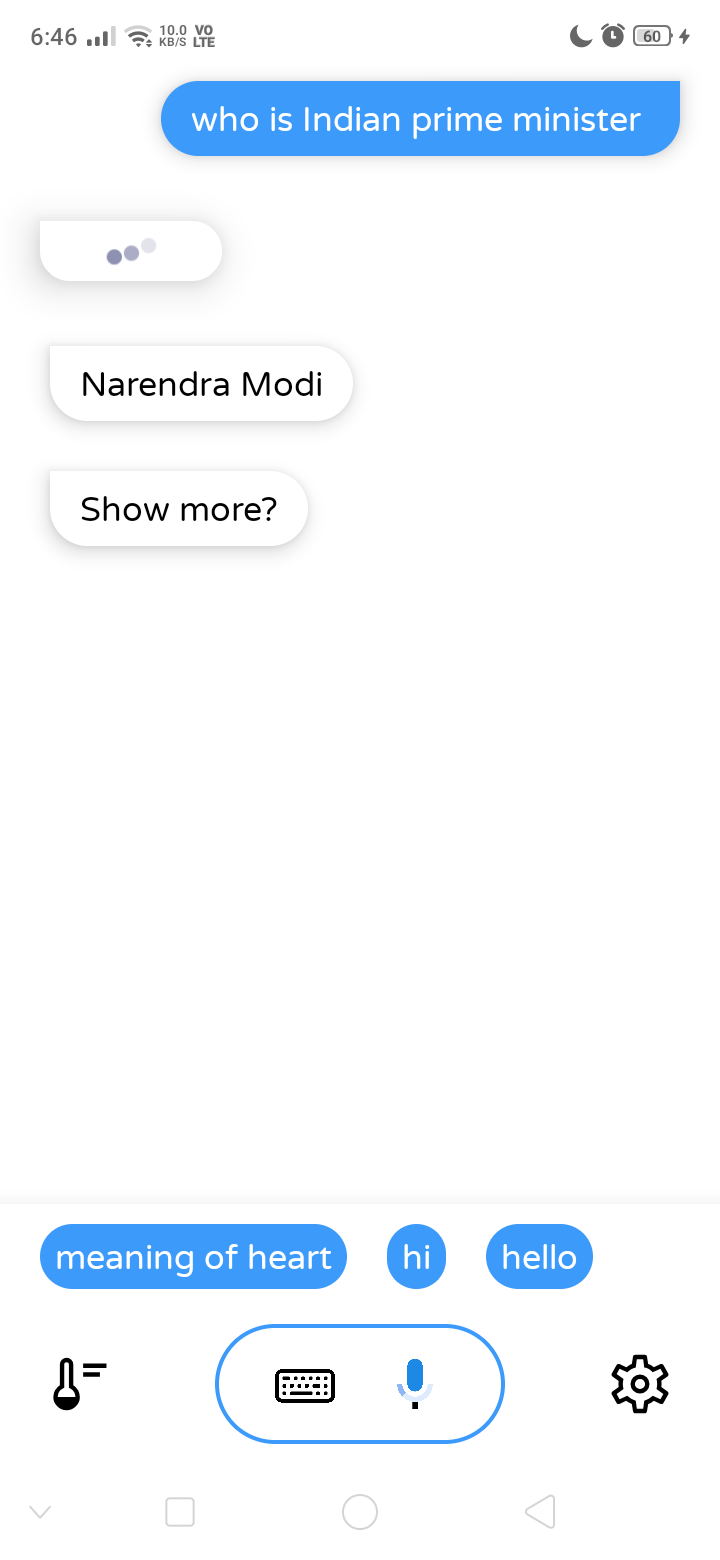 6:46 10.0 KB/S VO LTE 60
who is Indian prime minister
Narendra Modi
Show more?
meaning of heart hi hello